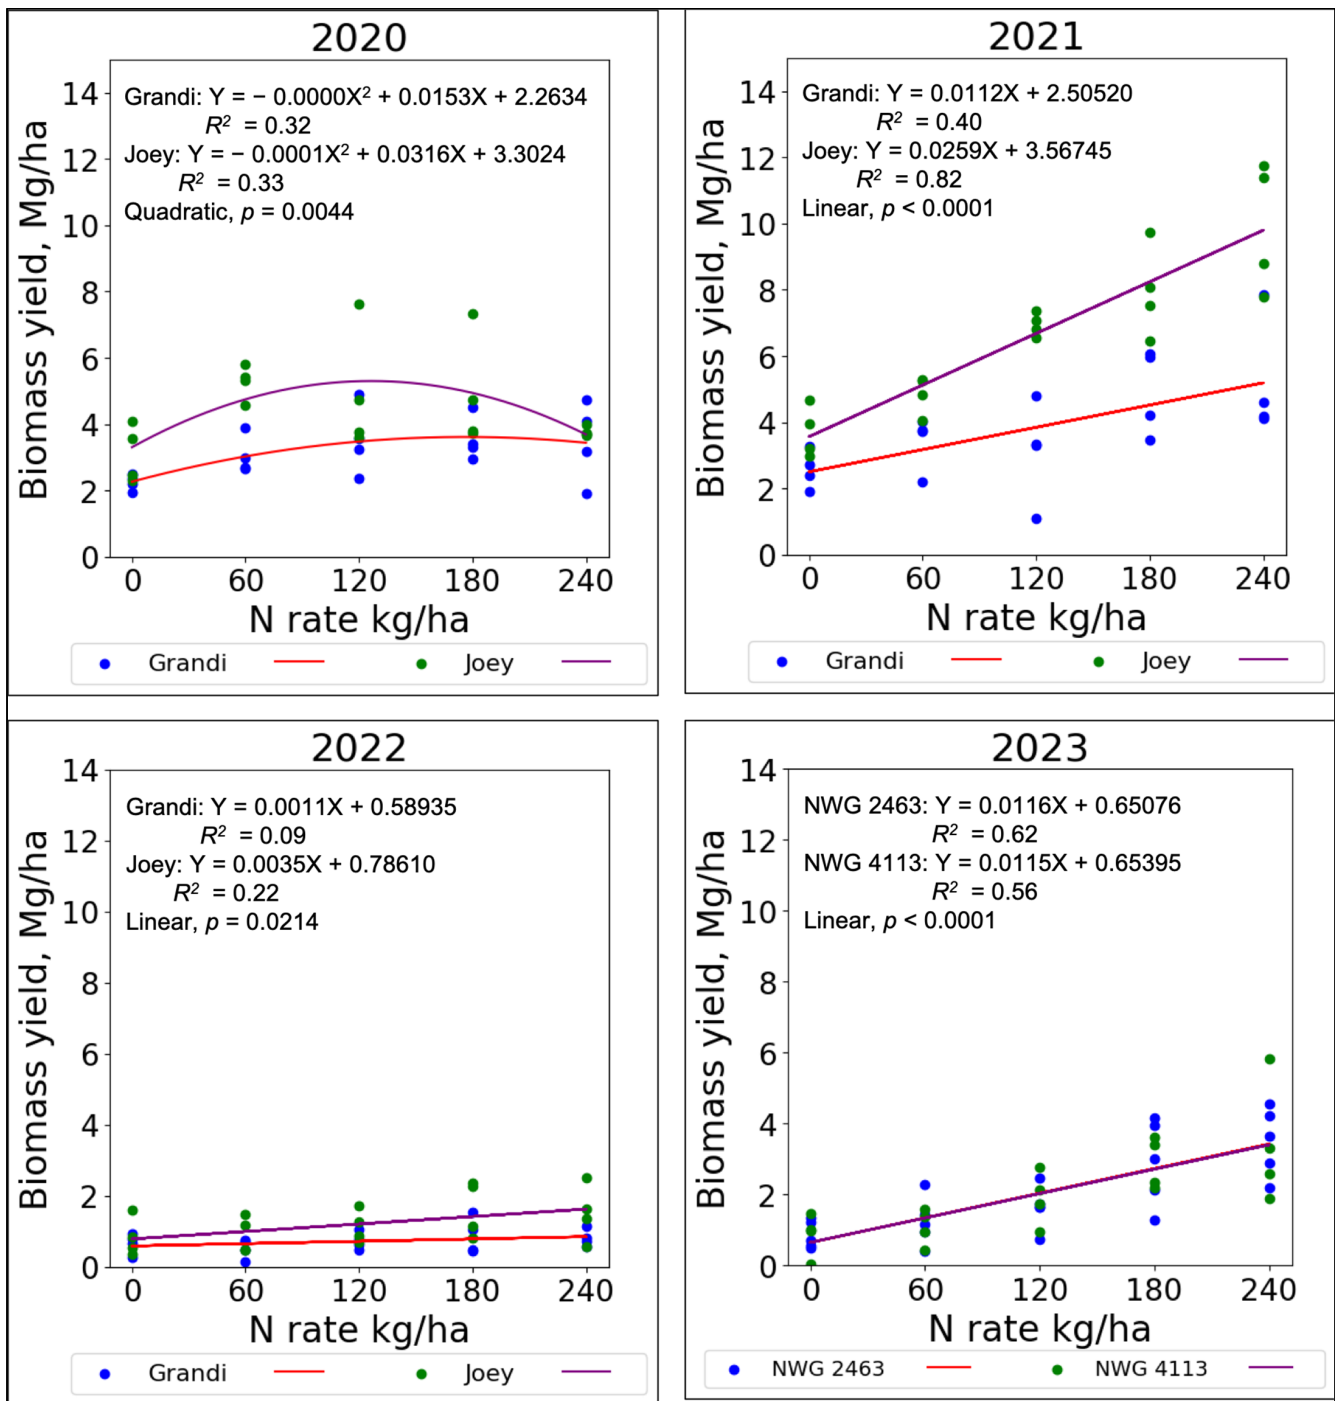 2020
Biomass yield, Mg/ha
14
12
10
8
6
4
2
0
Grandi: Y = − 0.0000X² + 0.0153X + 2.2634
R² = 0.32
Joey: Y = − 0.0001X² + 0.0316X + 3.3024
R² = 0.33
Quadratic, p = 0.0044
0 60 120 180 240
N rate kg/ha
Grandi Joey
2021
Biomass yield, Mg/ha
14
12
10
8
6
4
2
0
Grandi: Y = 0.0112X + 2.50520
R² = 0.40
Joey: Y = 0.0259X + 3.56745
R² = 0.82
Linear, p < 0.0001
0 60 120 180 240
N rate kg/ha
Grandi Joey
2022
Biomass yield, Mg/ha
14
12
10
8
6
4
2
0
Grandi: Y = 0.0011X + 0.58935
R² = 0.09
Joey: Y = 0.0035X + 0.78610
R² = 0.22
Linear, p = 0.0214
0 60 120 180 240
N rate kg/ha
Grandi Joey
2023
Biomass yield, Mg/ha
14
12
10
8
6
4
2
0
NWG 2463: Y = 0.0116X + 0.65076
R² = 0.62
NWG 4113: Y = 0.0115X + 0.65395
R² = 0.56
Linear, p < 0.0001
0 60 120 180 240
N rate kg/ha
NWG 2463 NWG 4113